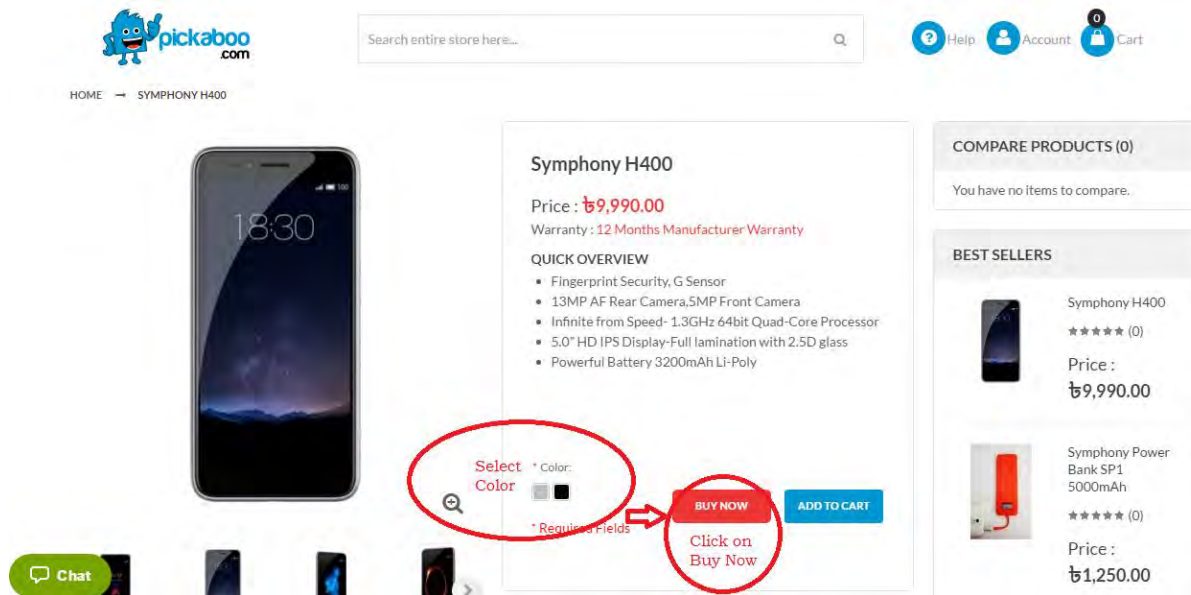 pickaboo
.com
Search entire store here...
? Help
Account
0
Cart
HOME → SYMPHONY H400
18:30
100
Symphony H400
Price : ৳9,990.00
Warranty : 12 Months Manufacturer Warranty
QUICK OVERVIEW
• Fingerprint Security, G Sensor
• 13MP AF Rear Camera,5MP Front Camera
• Infinite from Speed- 1.3GHz 64bit Quad-Core Processor
• 5.0" HD IPS Display-Full lamination with 2.5D glass
• Powerful Battery 3200mAh Li-Poly
Select
Color
* Color:
* Required Fields
BUY NOW
ADD TO CART
Click on
Buy Now
COMPARE PRODUCTS (0)
You have no items to compare.
BEST SELLERS
Symphony H400
★★★★★ (0)
Price :
৳9,990.00
Symphony Power
Bank SP1
5000mAh
★★★★★ (0)
Price :
৳1,250.00
Chat